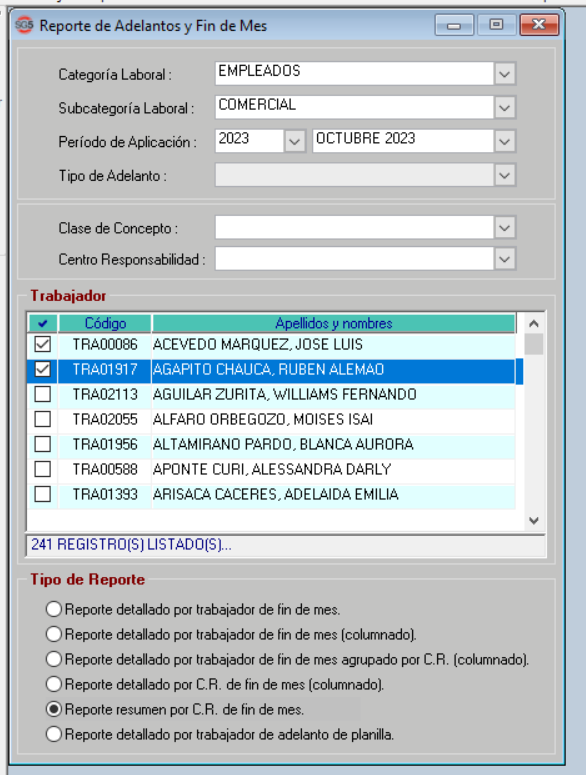 SGS Reporte de Adelantos y Fin de Mes
Categoría Laboral : EMPLEADOS
Subcategoría Laboral : COMERCIAL
Período de Aplicación : 2023 OCTUBRE 2023
Tipo de Adelanto :
Clase de Concepto :
Centro Responsabilidad :
Trabajador
Código Apellidos y nombres
TRA00086 ACEVEDO MARQUEZ, JOSE LUIS
TRA01917 AGAPITO CHAUCA, RUBEN ALEMAO
TRA02113 AGUILAR ZURITA, WILLIAMS FERNANDO
TRA02055 ALFARO ORBEGOZO, MOISES ISAI
TRA01956 ALTAMIRANO PARDO, BLANCA AURORA
TRA00588 APONTE CURI, ALESSANDRA DARLY
TRA01393 ARISACA CACERES, ADELAIDA EMILIA
241 REGISTRO(S) LISTADO(S)...
Tipo de Reporte
Reporte detallado por trabajador de fin de mes.
Reporte detallado por trabajador de fin de mes (columnado).
Reporte detallado por trabajador de fin de mes agrupado por C.R. (columnado).
Reporte detallado por C.R. de fin de mes (columnado).
Reporte resumen por C.R. de fin de mes.
Reporte detallado por trabajador de adelanto de planilla.